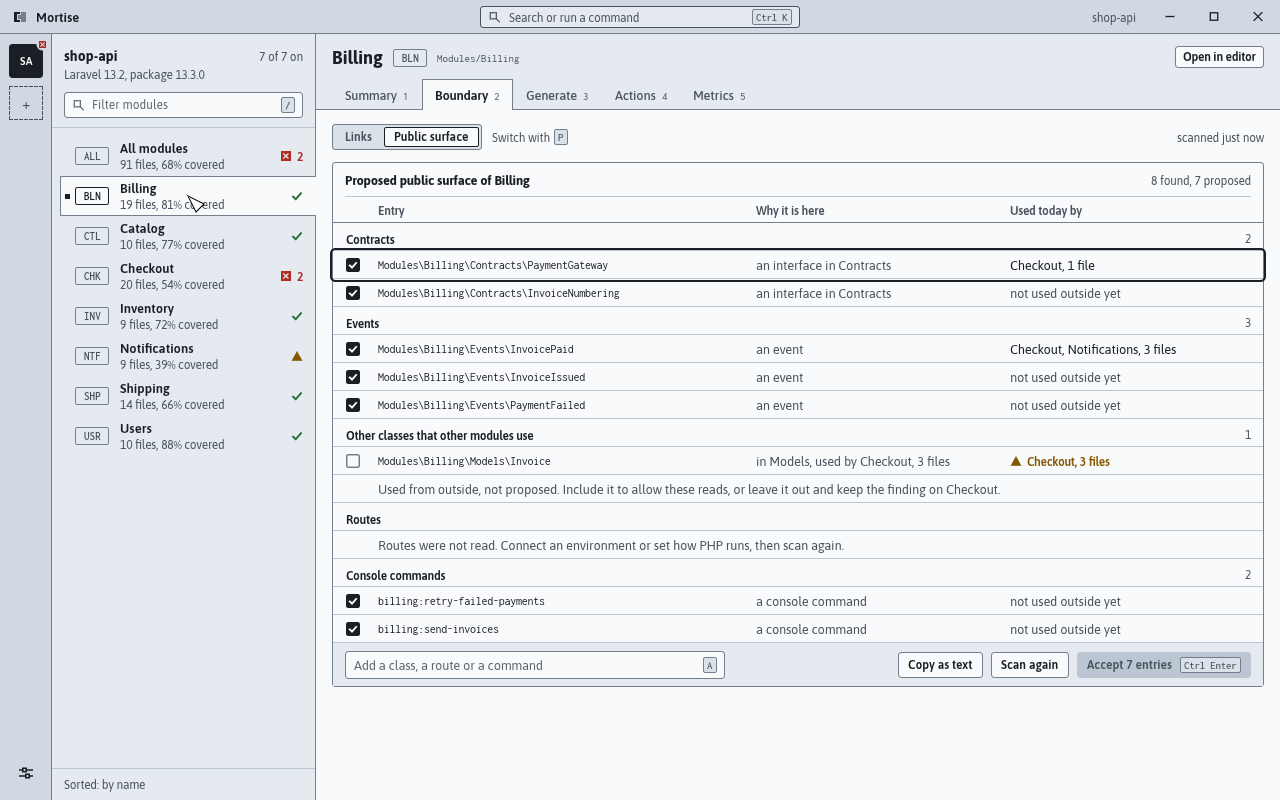 Mortise
Search or run a command
Ctrl K
shop-api
SA
+
shop-api
7 of 7 on
Laravel 13.2, package 13.3.0
Filter modules
/
ALL
All modules
91 files, 68% covered
2
BLN
Billing
19 files, 81% covered
CTL
Catalog
10 files, 77% covered
CHK
Checkout
20 files, 54% covered
2
INV
Inventory
9 files, 72% covered
NTF
Notifications
9 files, 39% covered
SHP
Shipping
14 files, 66% covered
USR
Users
10 files, 88% covered
Sorted: by name
Billing
BLN
Modules/Billing
Open in editor
Summary 1
Boundary 2
Generate 3
Actions 4
Metrics 5
Links
Public surface
Switch with P
scanned just now
Proposed public surface of Billing
8 found, 7 proposed
Entry
Why it is here
Used today by
Contracts
2
Modules\Billing\Contracts\PaymentGateway
an interface in Contracts
Checkout, 1 file
Modules\Billing\Contracts\InvoiceNumbering
an interface in Contracts
not used outside yet
Events
3
Modules\Billing\Events\InvoicePaid
an event
Checkout, Notifications, 3 files
Modules\Billing\Events\InvoiceIssued
an event
not used outside yet
Modules\Billing\Events\PaymentFailed
an event
not used outside yet
Other classes that other modules use
1
Modules\Billing\Models\Invoice
in Models, used by Checkout, 3 files
Checkout, 3 files
Used from outside, not proposed. Include it to allow these reads, or leave it out and keep the finding on Checkout.
Routes
Routes were not read. Connect an environment or set how PHP runs, then scan again.
Console commands
2
billing:retry-failed-payments
a console command
not used outside yet
billing:send-invoices
a console command
not used outside yet
Add a class, a route or a command
A
Copy as text
Scan again
Accept 7 entries
Ctrl Enter